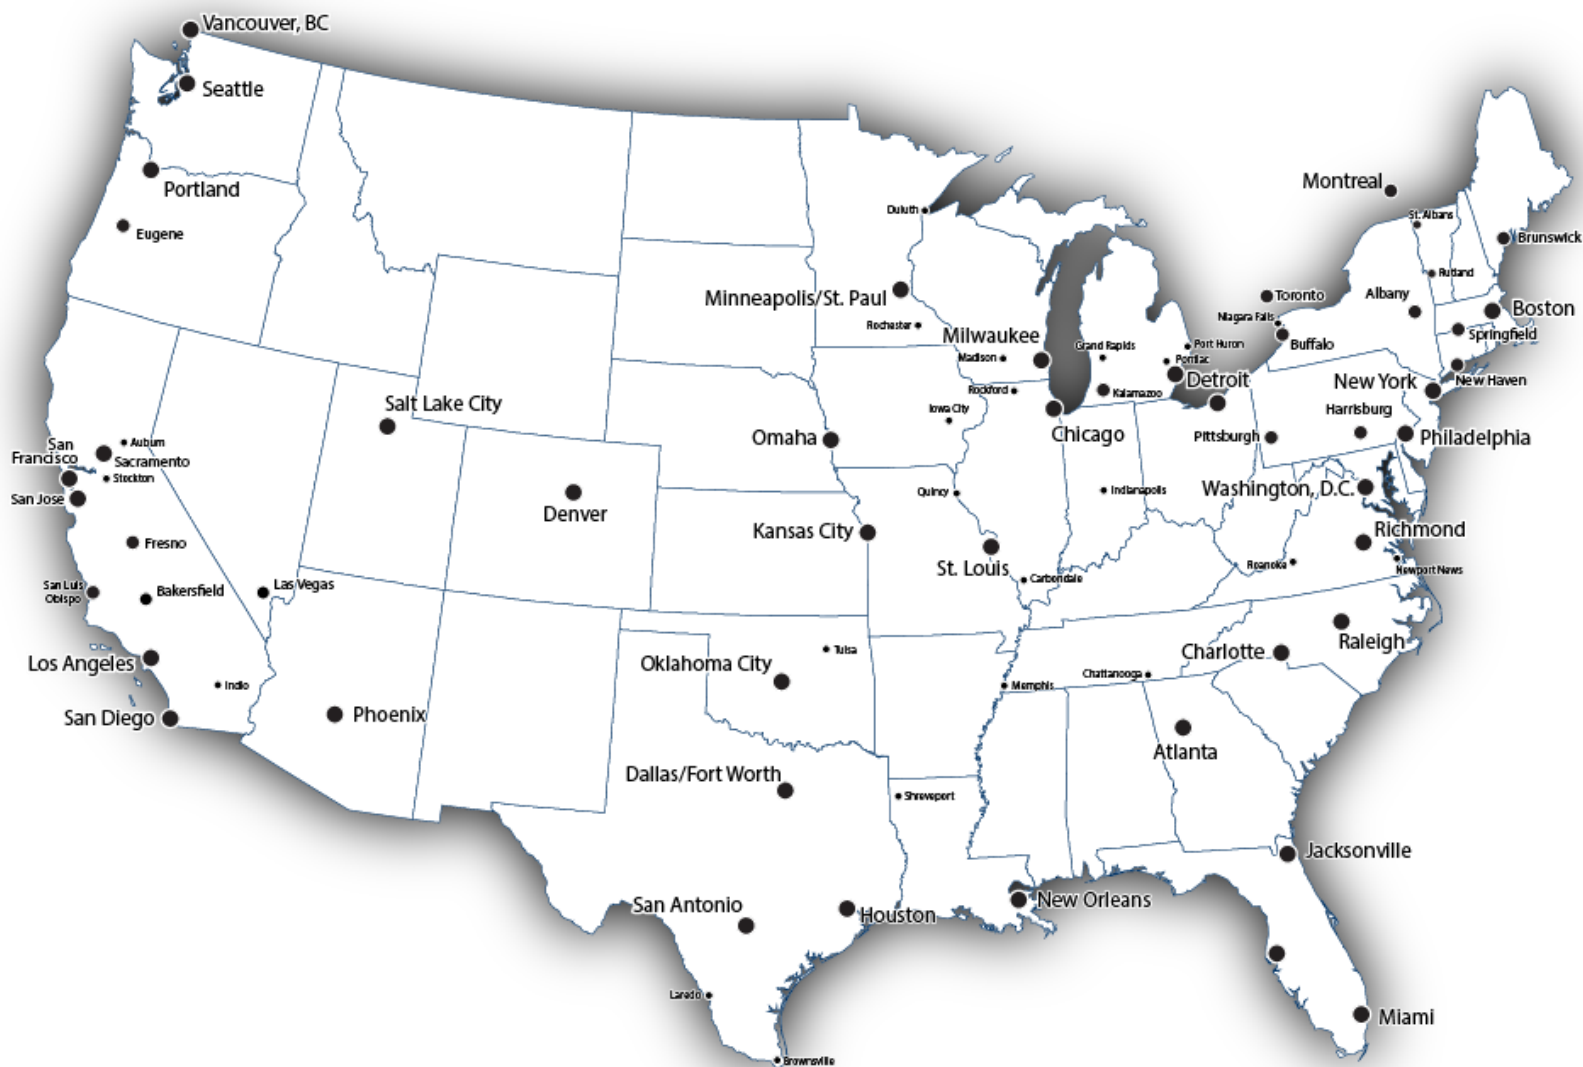 Vancouver, BC
Seattle
Portland
Eugene
Montreal
St. Albans
Duluth
Brunswick
Rutland
Minneapolis/St. Paul
Toronto
Albany
Boston
Niagara Falls
Rochester
Milwaukee
Springfield
Buffalo
Port Huron
Grand Rapids
Madison
Pontiac
Detroit
New York
New Haven
Rockford
Kalamazoo
Salt Lake City
Iowa City
Harrisburg
Chicago
Omaha
Pittsburgh
Philadelphia
Auburn
San
Francisco
Sacramento
Stockton
San Jose
Washington, D.C.
Quincy
Indianapolis
Denver
Kansas City
Richmond
Fresno
St. Louis
Roanoke
Newport News
Carbondale
San Luis
Obispo
Bakersfield
Las Vegas
Raleigh
Charlotte
Tulsa
Los Angeles
Oklahoma City
Chattanooga
Indio
Memphis
San Diego
Phoenix
Atlanta
Dallas/Fort Worth
Shreveport
Jacksonville
New Orleans
San Antonio
Houston
Laredo
Miami
Brownsville